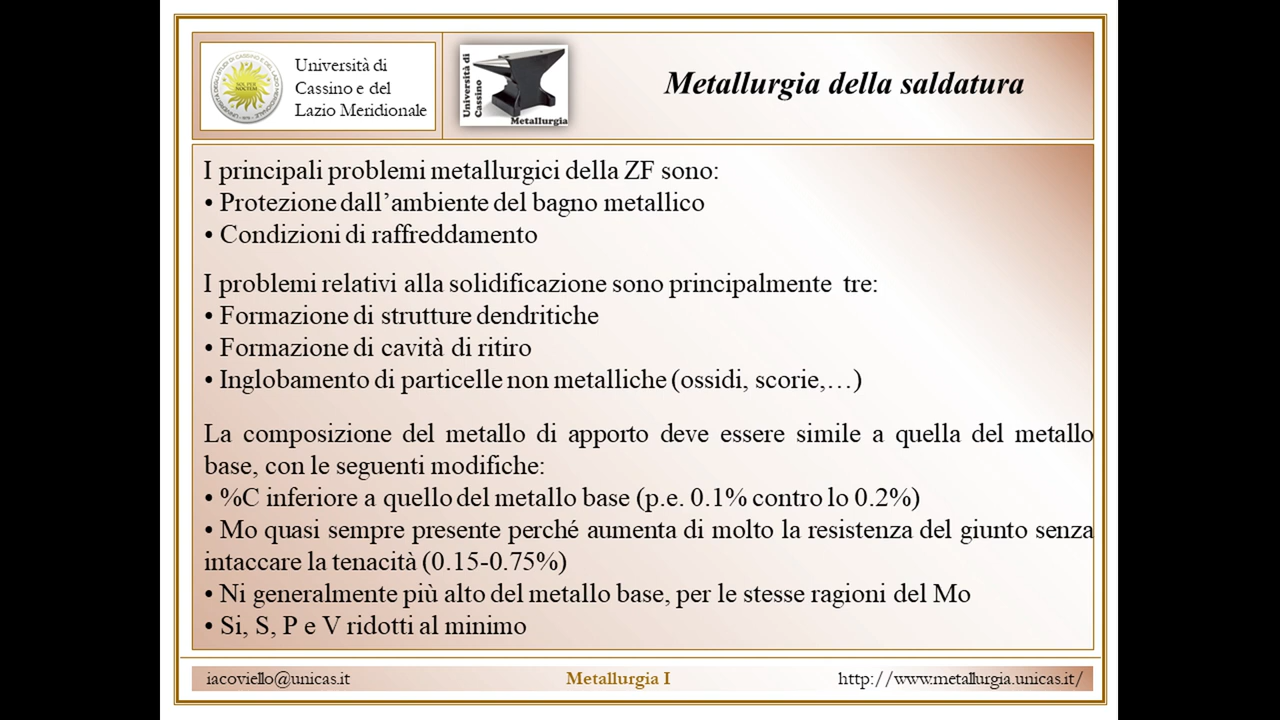 Università di
Cassino e del
Lazio Meridionale
Università di
Cassino
Metallurgia
Metallurgia della saldatura
I principali problemi metallurgici della ZF sono:
• Protezione dall’ambiente del bagno metallico
• Condizioni di raffreddamento
I problemi relativi alla solidificazione sono principalmente tre:
• Formazione di strutture dendritiche
• Formazione di cavità di ritiro
• Inglobamento di particelle non metalliche (ossidi, scorie,…)
La composizione del metallo di apporto deve essere simile a quella del metallo
base, con le seguenti modifiche:
• %C inferiore a quello del metallo base (p.e. 0.1% contro lo 0.2%)
• Mo quasi sempre presente perché aumenta di molto la resistenza del giunto senza
intaccare la tenacità (0.15-0.75%)
• Ni generalmente più alto del metallo base, per le stesse ragioni del Mo
• Si, S, P e V ridotti al minimo
iacoviello@unicas.it
Metallurgia I
http://www.metallurgia.unicas.it/